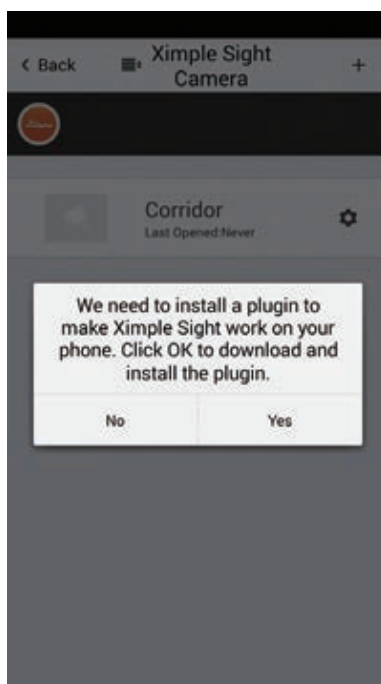 < Back
Ximple Sight
Camera
+
Corridor
Last Opened:Never
We need to install a plugin to
make Ximple Sight work on your
phone. Click OK to download and
install the plugin.
No
Yes